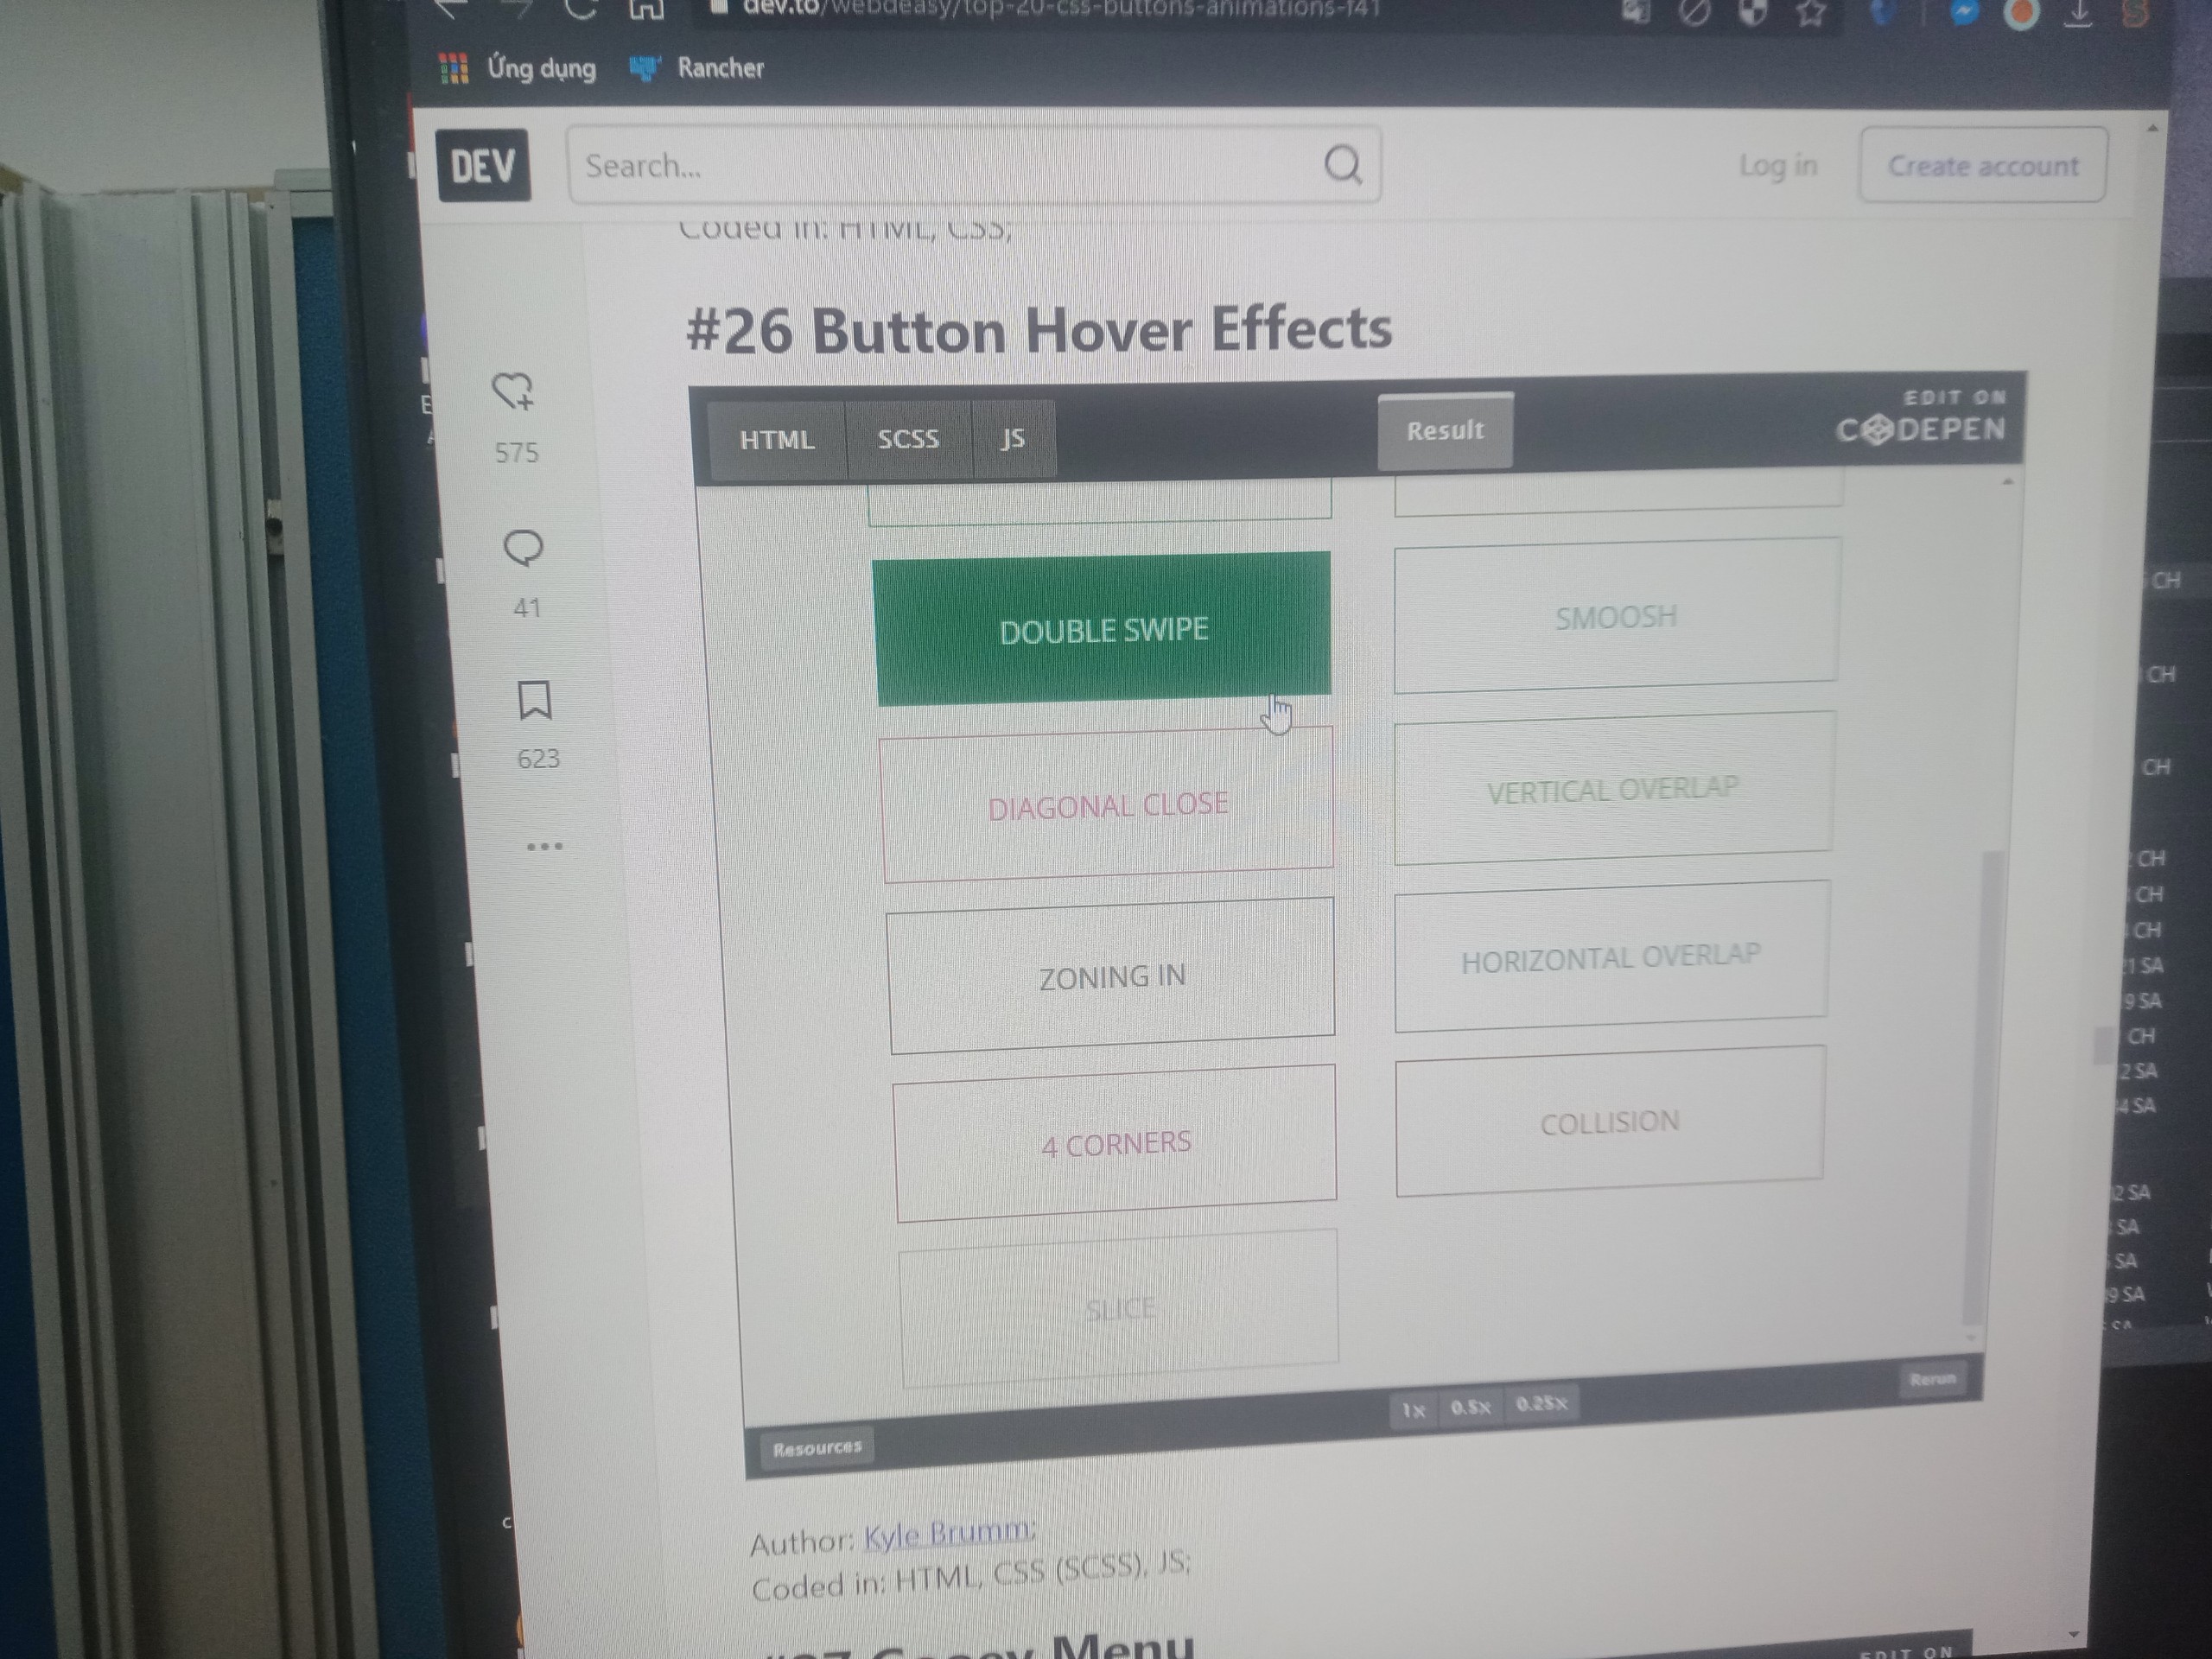 dev.to/webdeasy/top-20-css-buttons-animations-f41
Ứng dụng Rancher
DEV Search... Log in Create account
Coded in: HTML, CSS;
#26 Button Hover Effects
575
41
623
HTML SCSS JS Result EDIT ON
CODEPEN
DOUBLE SWIPE SMOOSH
DIAGONAL CLOSE VERTICAL OVERLAP
ZONING IN HORIZONTAL OVERLAP
4 CORNERS COLLISION
SLICE
Resources 1x 0.5x 0.25x Rerun
Author: Kyle Brumm;
Coded in: HTML, CSS (SCSS), JS;
Menu
EDIT ON
CH
CH
CH
CH
CH
CH
SA
9 SA
CH
2 SA
4 SA
2 SA
SA
SA
9 SA